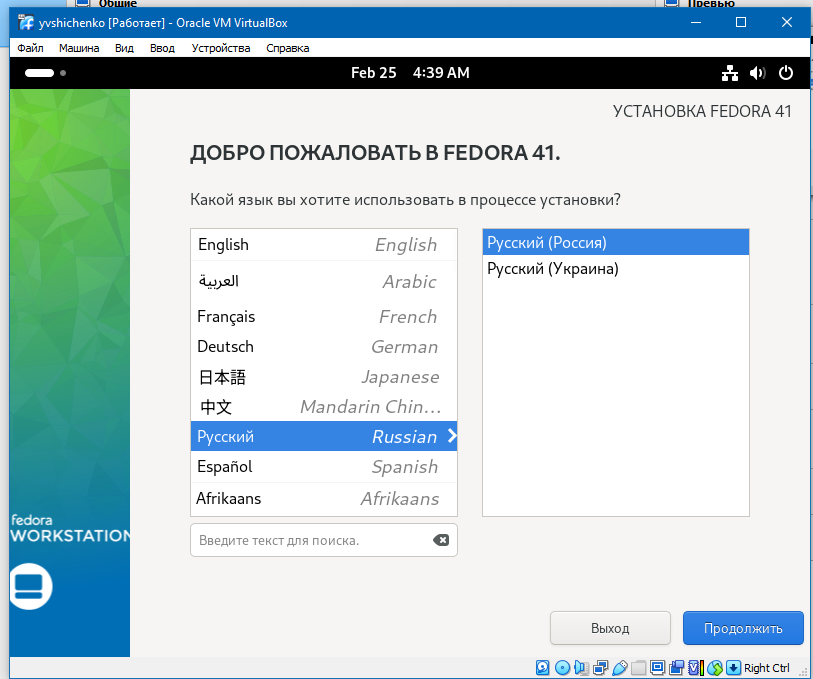 Общие
Превью
yvshichenko [Работает] - Oracle VM VirtualBox
Файл Машина Вид Ввод Устройства Справка
Feb 25 4:39 AM
УСТАНОВКА FEDORA 41
ДОБРО ПОЖАЛОВАТЬ В FEDORA 41.
Какой язык вы хотите использовать в процессе установки?
English English
العربية Arabic
Français French
Deutsch German
日本語 Japanese
中文 Mandarin Chin…
Русский Russian
Español Spanish
Afrikaans Afrikaans
Русский (Россия)
Русский (Украина)
Введите текст для поиска.
fedora
WORKSTATION
Выход Продолжить
Right Ctrl